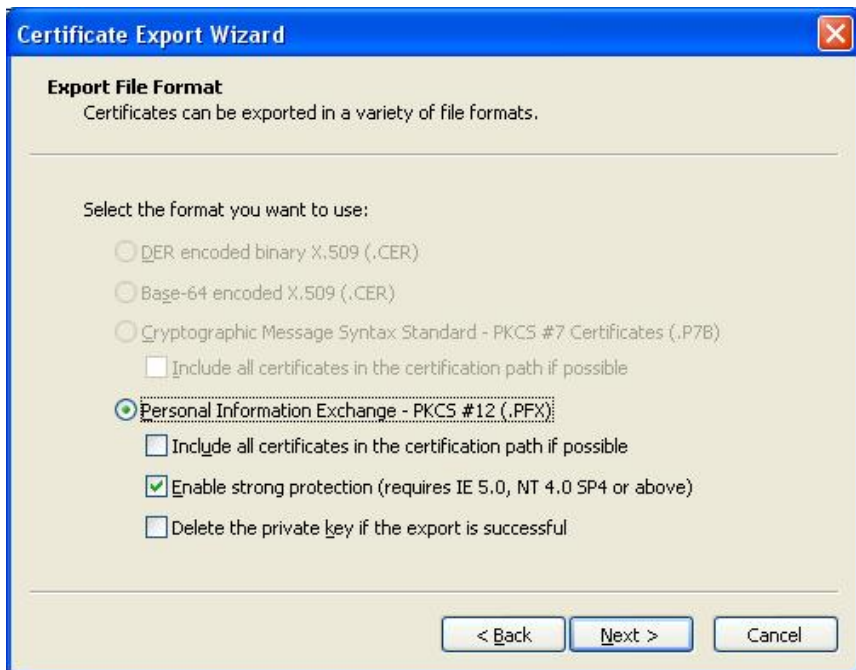 Certificate Export Wizard
Export File Format
Certificates can be exported in a variety of file formats.
Select the format you want to use:
DER encoded binary X.509 (.CER)
Base-64 encoded X.509 (.CER)
Cryptographic Message Syntax Standard - PKCS #7 Certificates (.P7B)
Include all certificates in the certification path if possible
Personal Information Exchange - PKCS #12 (.PFX)
Include all certificates in the certification path if possible
Enable strong protection (requires IE 5.0, NT 4.0 SP4 or above)
Delete the private key if the export is successful
< Back Next > Cancel